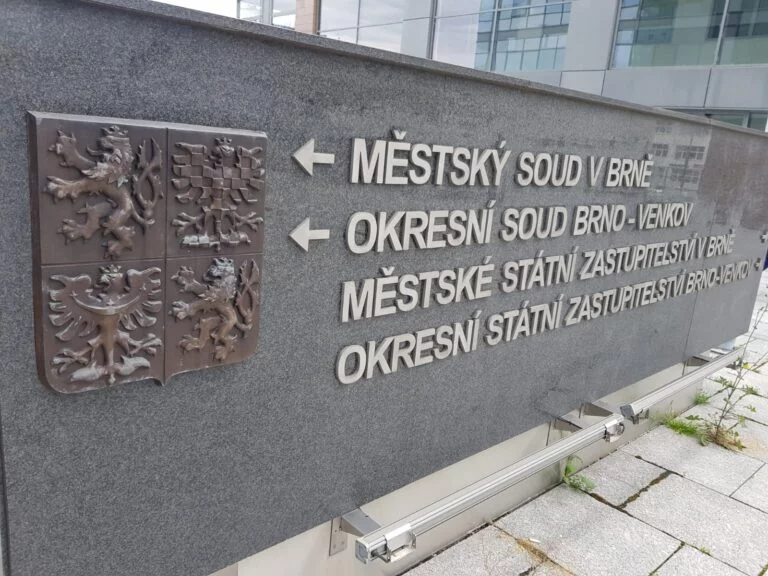 ← MĚSTSKÝ SOUD V BRNĚ
← OKRESNÍ SOUD BRNO - VENKOV
MĚSTSKÉ STÁTNÍ ZASTUPITELSTVÍ V BRNĚ
OKRESNÍ STÁTNÍ ZASTUPITELSTVÍ BRNO-VENKOV